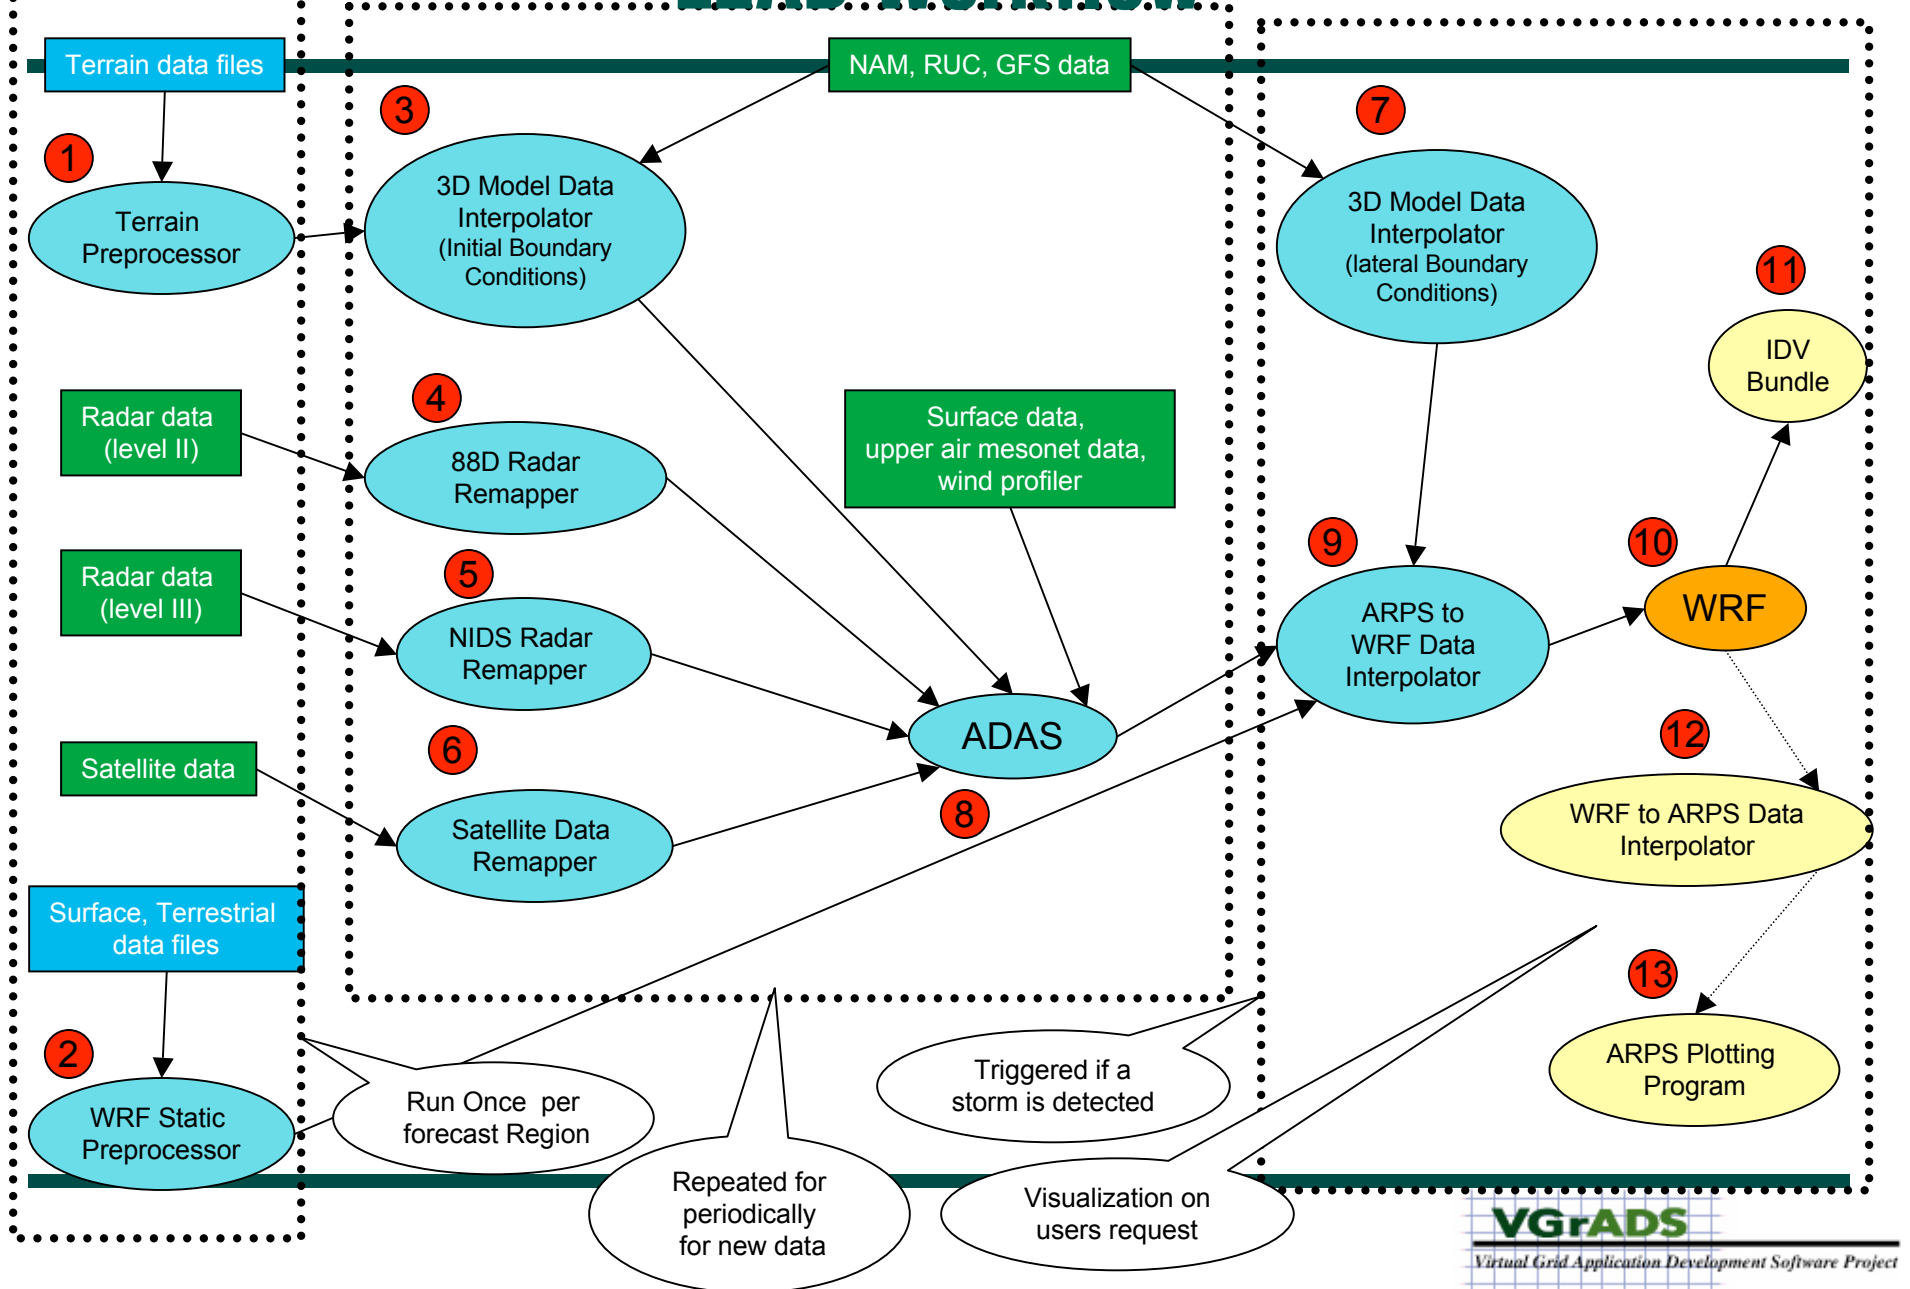 LEAD Workflow
Terrain data files
NAM, RUC, GFS data
3
7
1
3D Model Data
Interpolator
(Initial Boundary
Conditions)
3D Model Data
Interpolator
(lateral Boundary
Conditions)
Terrain
Preprocessor
11
IDV
Bundle
4
Radar data
(level II)
Surface data,
upper air mesonet data,
wind profiler
88D Radar
Remapper
9
10
5
Radar data
(level III)
ARPS to
WRF Data
Interpolator
WRF
NIDS Radar
Remapper
6
ADAS
12
Satellite data
8
WRF to ARPS Data
Interpolator
Satellite Data
Remapper
Surface, Terrestrial
data files
13
2
Triggered if a
storm is detected
ARPS Plotting
Program
Run Once per
forecast Region
WRF Static
Preprocessor
Repeated for
periodically
for new data
Visualization on
users request
VGrADS
Virtual Grid Application Development Software Project